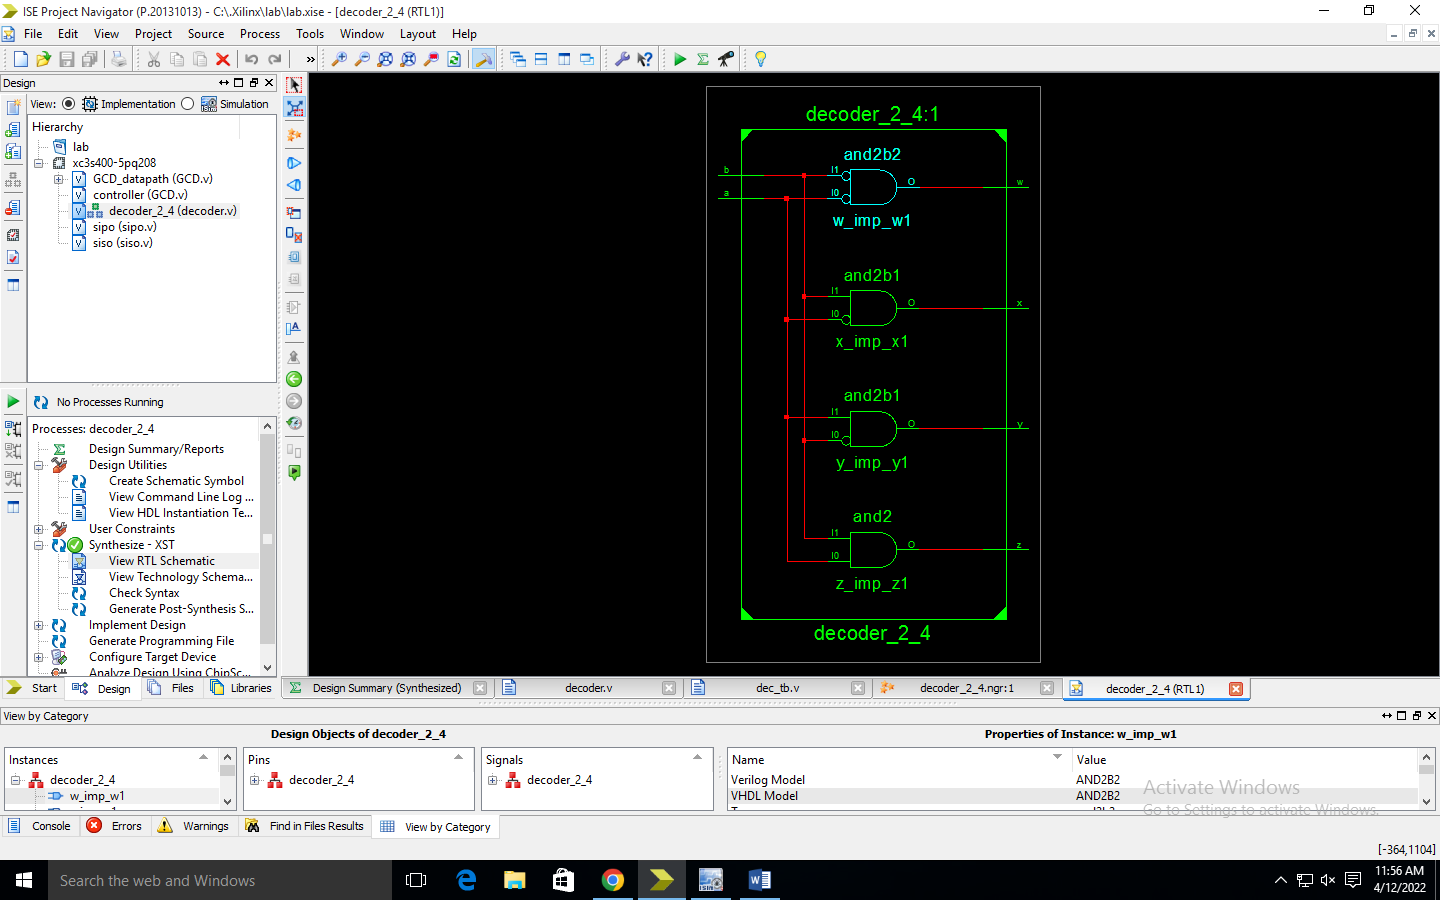 ISE Project Navigator (P.20131013) - C:\.Xilinx\lab\lab.xise - [decoder_2_4 (RTL1)]
File Edit View Project Source Process Tools Window Layout Help
Design
View: Implementation Simulation
Hierarchy
lab
xc3s400-5pq208
GCD_datapath (GCD.v)
controller (GCD.v)
decoder_2_4 (decoder.v)
sipo (sipo.v)
siso (siso.v)
No Processes Running
Processes: decoder_2_4
Design Summary/Reports
Design Utilities
Create Schematic Symbol
View Command Line Log ...
View HDL Instantiation Te...
User Constraints
Synthesize - XST
View RTL Schematic
View Technology Schema...
Check Syntax
Generate Post-Synthesis S...
Implement Design
Generate Programming File
Configure Target Device
Analyze Design Using ChipSc...
Start Design Files Libraries
decoder_2_4:1
and2b2
b I1 O w
a I0
w_imp_w1
and2b1
I1 O x
I0
x_imp_x1
and2b1
I1 O y
I0
y_imp_y1
and2
I1 O z
I0
z_imp_z1
decoder_2_4
Design Summary (Synthesized) decoder.v dec_tb.v decoder_2_4.ngr:1 decoder_2_4 (RTL1)
View by Category
Design Objects of decoder_2_4
Properties of Instance: w_imp_w1
Instances Pins Signals Name Value
decoder_2_4 decoder_2_4 decoder_2_4 Verilog Model AND2B2
w_imp_w1 VHDL Model AND2B2
Activate Windows
Go to Settings to activate Windows.
Console Errors Warnings Find in Files Results View by Category
[-364,1104]
Search the web and Windows
11:56 AM
4/12/2022